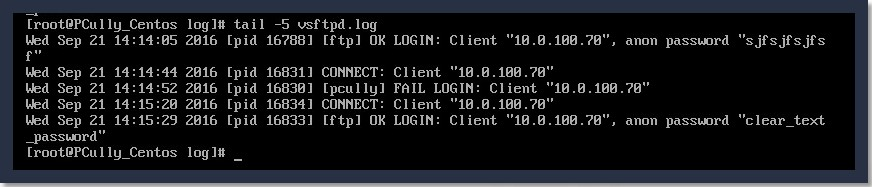 [root@PCully_Centos log]# tail -5 vsftpd.log
Wed Sep 21 14:14:05 2016 [pid 16788] [ftp] OK LOGIN: Client "10.0.100.70", anon password "sjfsjfsjfs
f"
Wed Sep 21 14:14:44 2016 [pid 16831] CONNECT: Client "10.0.100.70"
Wed Sep 21 14:14:52 2016 [pid 16830] [pcully] FAIL LOGIN: Client "10.0.100.70"
Wed Sep 21 14:15:20 2016 [pid 16834] CONNECT: Client "10.0.100.70"
Wed Sep 21 14:15:29 2016 [pid 16833] [ftp] OK LOGIN: Client "10.0.100.70", anon password "clear_text
_password"
[root@PCully_Centos log]# _